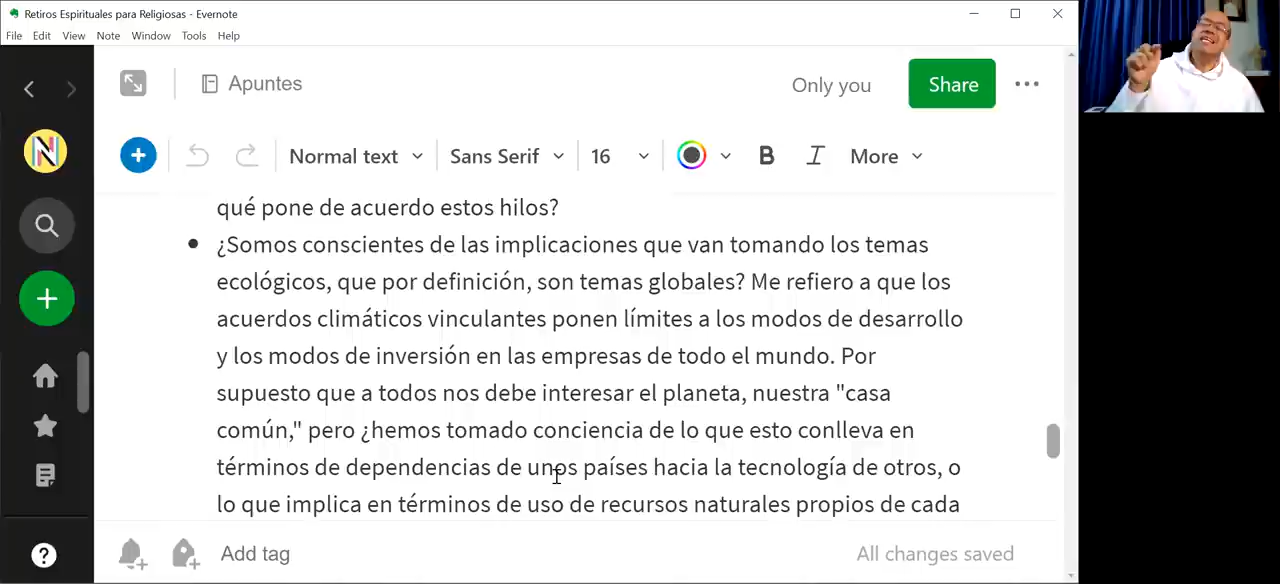 Retiros Espirituales para Religiosas - Evernote
File Edit View Note Window Tools Help
Apuntes
Only you
Share
Normal text
Sans Serif
16
B
I
More
qué pone de acuerdo estos hilos?
¿Somos conscientes de las implicaciones que van tomando los temas
ecológicos, que por definición, son temas globales? Me refiero a que los
acuerdos climáticos vinculantes ponen límites a los modos de desarrollo
y los modos de inversión en las empresas de todo el mundo. Por
supuesto que a todos nos debe interesar el planeta, nuestra "casa
común," pero ¿hemos tomado conciencia de lo que esto conlleva en
términos de dependencias de unos países hacia la tecnología de otros, o
lo que implica en términos de uso de recursos naturales propios de cada
Add tag
All changes saved